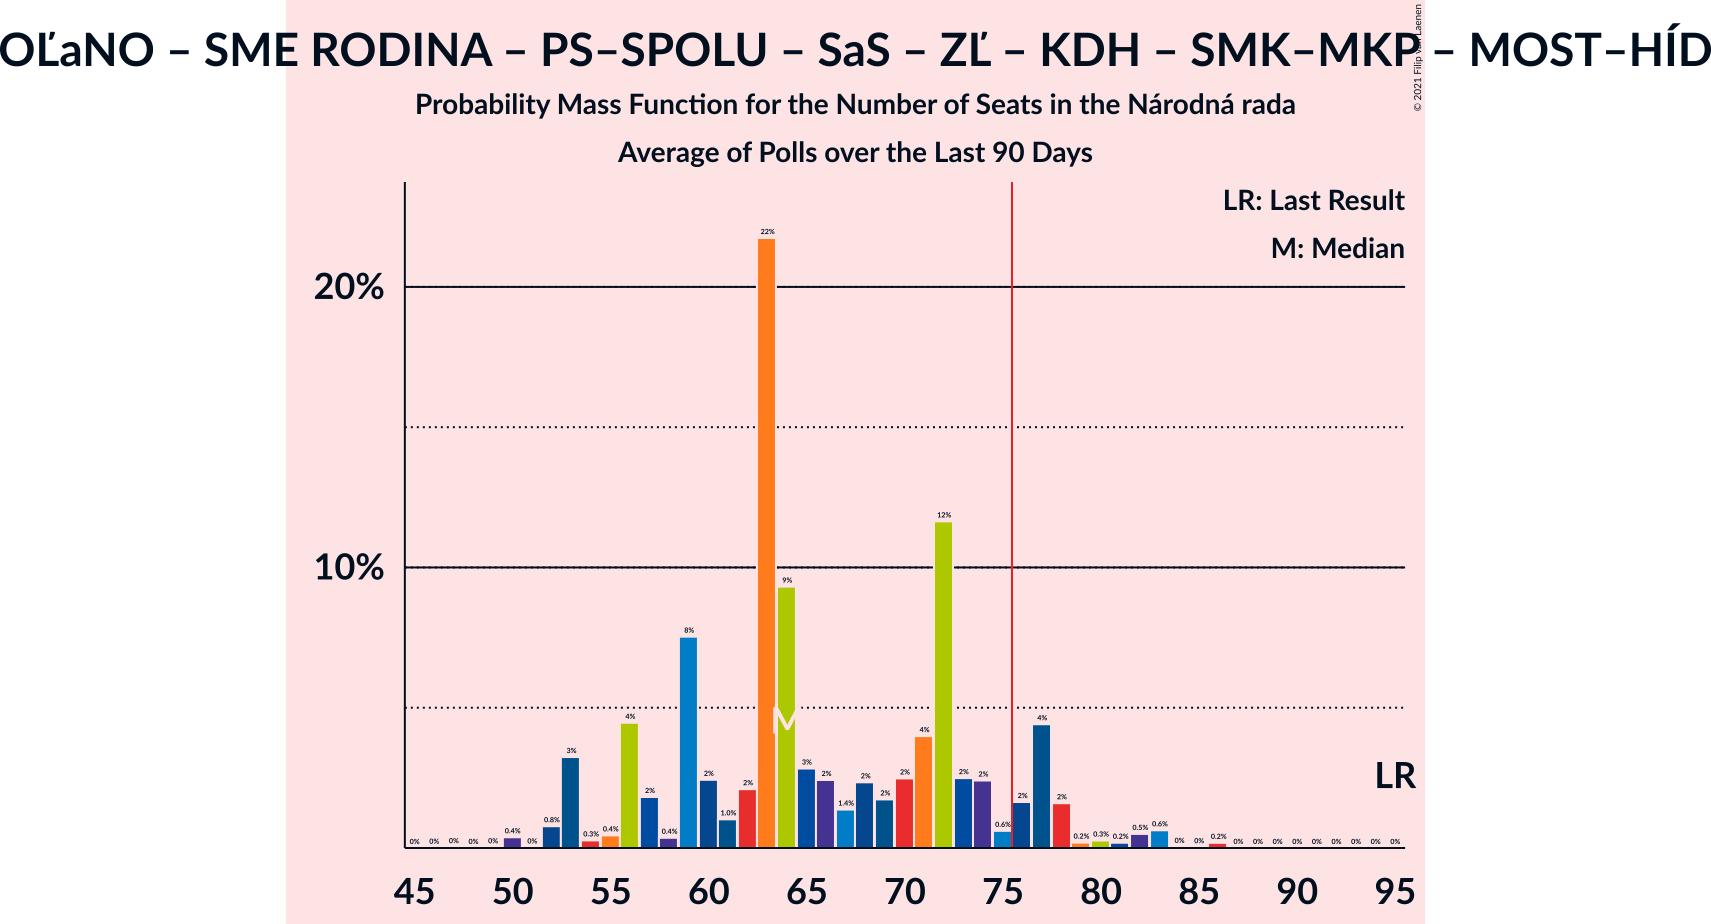 OĽaNO – SME RODINA – PS–SPOLU – SaS – ZĽ – KDH – SMK–MKP – MOST–HÍD
Probability Mass Function for the Number of Seats in the Národná rada
Average of Polls over the Last 90 Days
© 2021 Filip van Laenen
LR: Last Result
M: Median
20%
10%
0% 0% 0% 0% 0% 0.4% 0% 0.8% 3% 0.3% 0.4% 4% 2% 0.4% 8% 2% 1.0% 2% 22% 9% 3% 2% 1.4% 2% 2% 2% 4% 12% 2% 2% 0.6% 2% 4% 2% 0.2% 0.3% 0.2% 0.5% 0.6% 0% 0% 0.2% 0% 0% 0% 0% 0% 0% 0% 0% 0%
M
LR
45 50 55 60 65 70 75 80 85 90 95